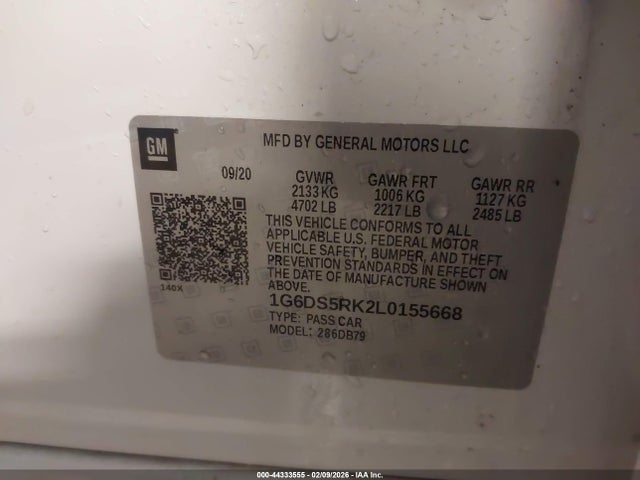 GM
MFD BY GENERAL MOTORS LLC
09/20 GVWR GAWR FRT GAWR RR
2133 KG 1006 KG 1127 KG
4702 LB 2217 LB 2485 LB
THIS VEHICLE CONFORMS TO ALL
APPLICABLE U.S. FEDERAL MOTOR
VEHICLE SAFETY, BUMPER, AND THEFT
PREVENTION STANDARDS IN EFFECT ON
THE DATE OF MANUFACTURE SHOWN
ABOVE.
140X
1G6DS5RK2L0155668
TYPE: PASS CAR
MODEL: 286DB79
000-44333555 - 02/09/2026 - IAA Inc.